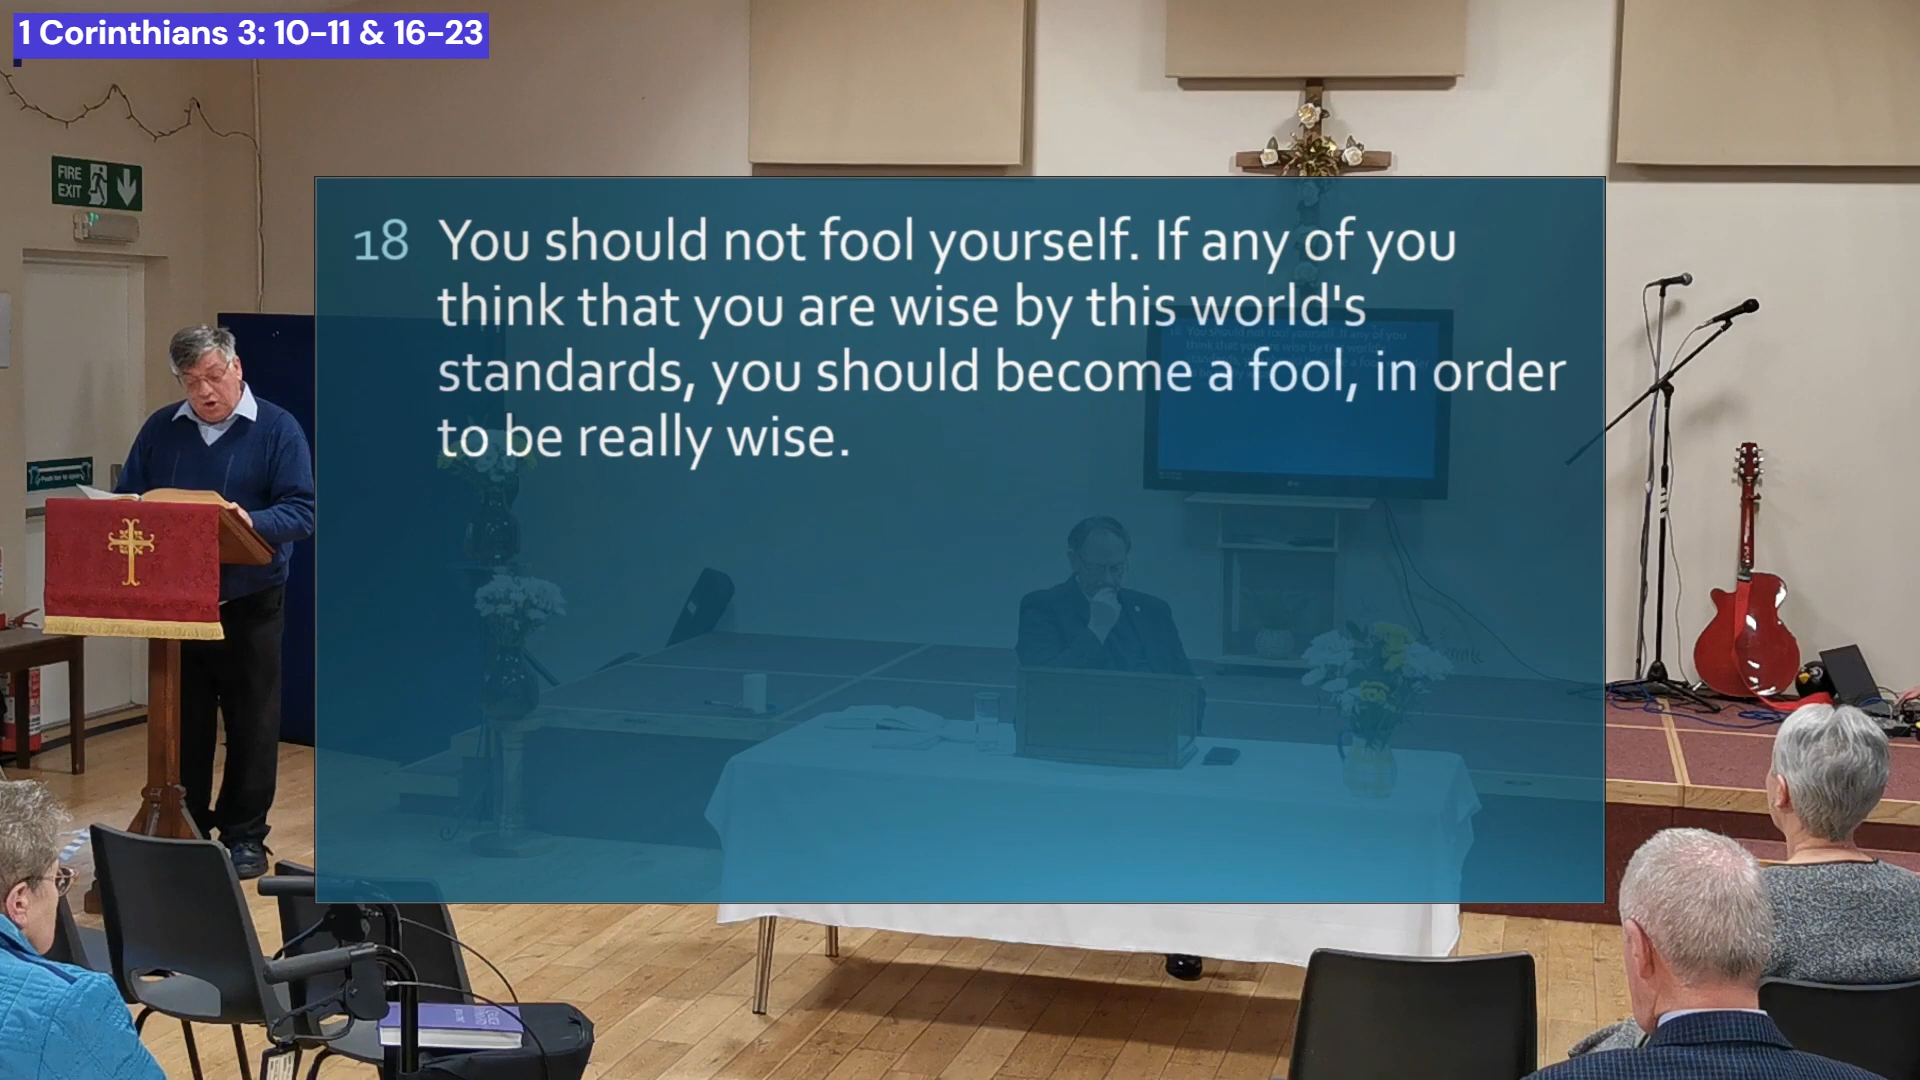 1 Corinthians 3: 10-11 & 16-23
FIRE
EXIT
18 You should not fool yourself. If any of you
think that you are wise by this world's
standards, you should become a fool, in order
to be really wise.